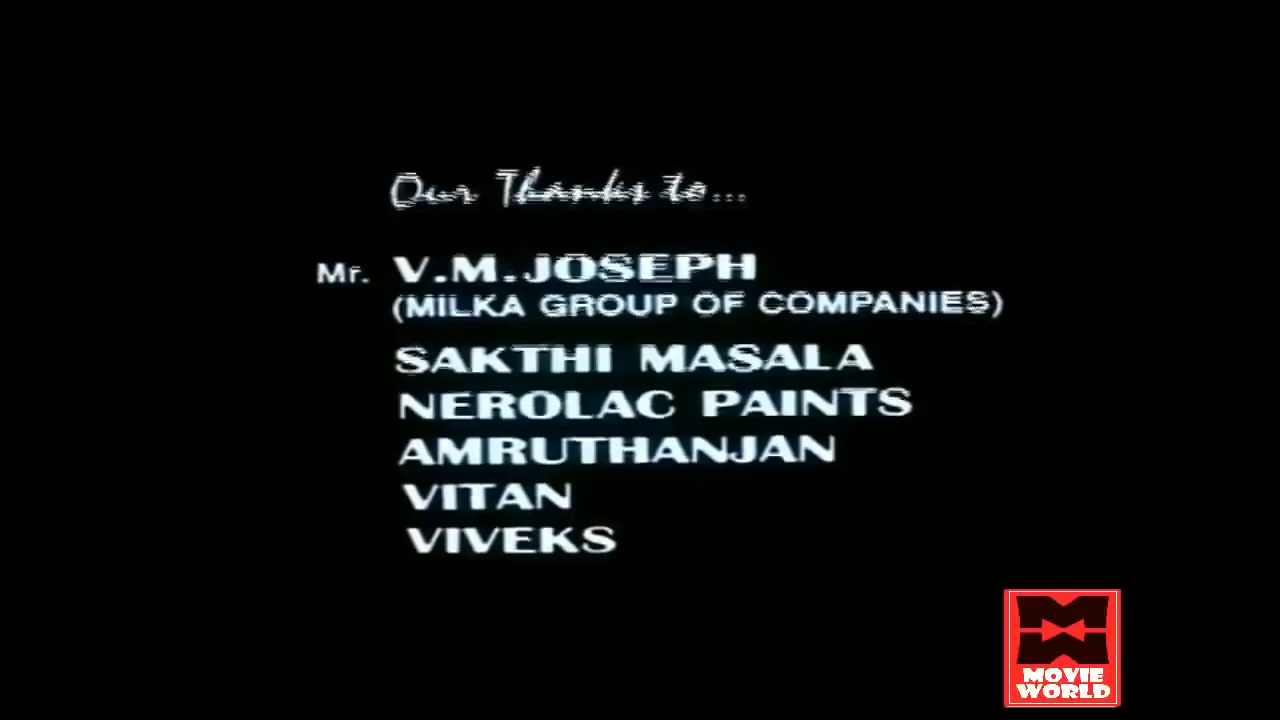 Our Thanks to...
Mr. V.M.JOSEPH
(MILKA GROUP OF COMPANIES)
SAKTHI MASALA
NEROLAC PAINTS
AMRUTHANJAN
VITAN
VIVEKS
MOVIE
WORLD